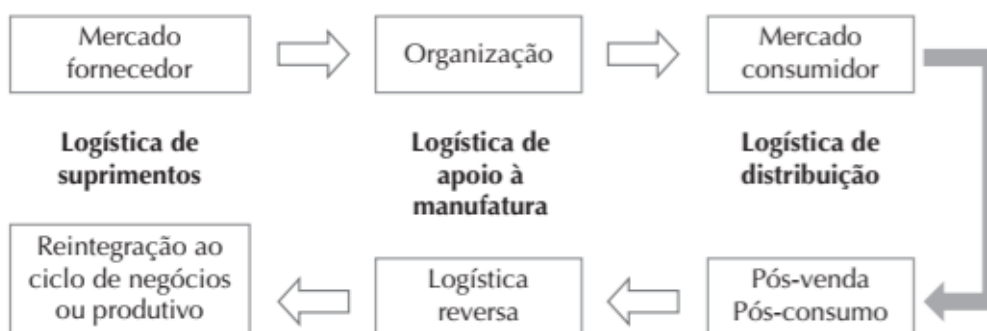 Mercado
fornecedor
Organização
Mercado
consumidor
Logística de
suprimentos
Logística de
apoio à
manufatura
Logística de
distribuição
Reintegração ao
ciclo de negócios
ou produtivo
Logística
reversa
Pós-venda
Pós-consumo